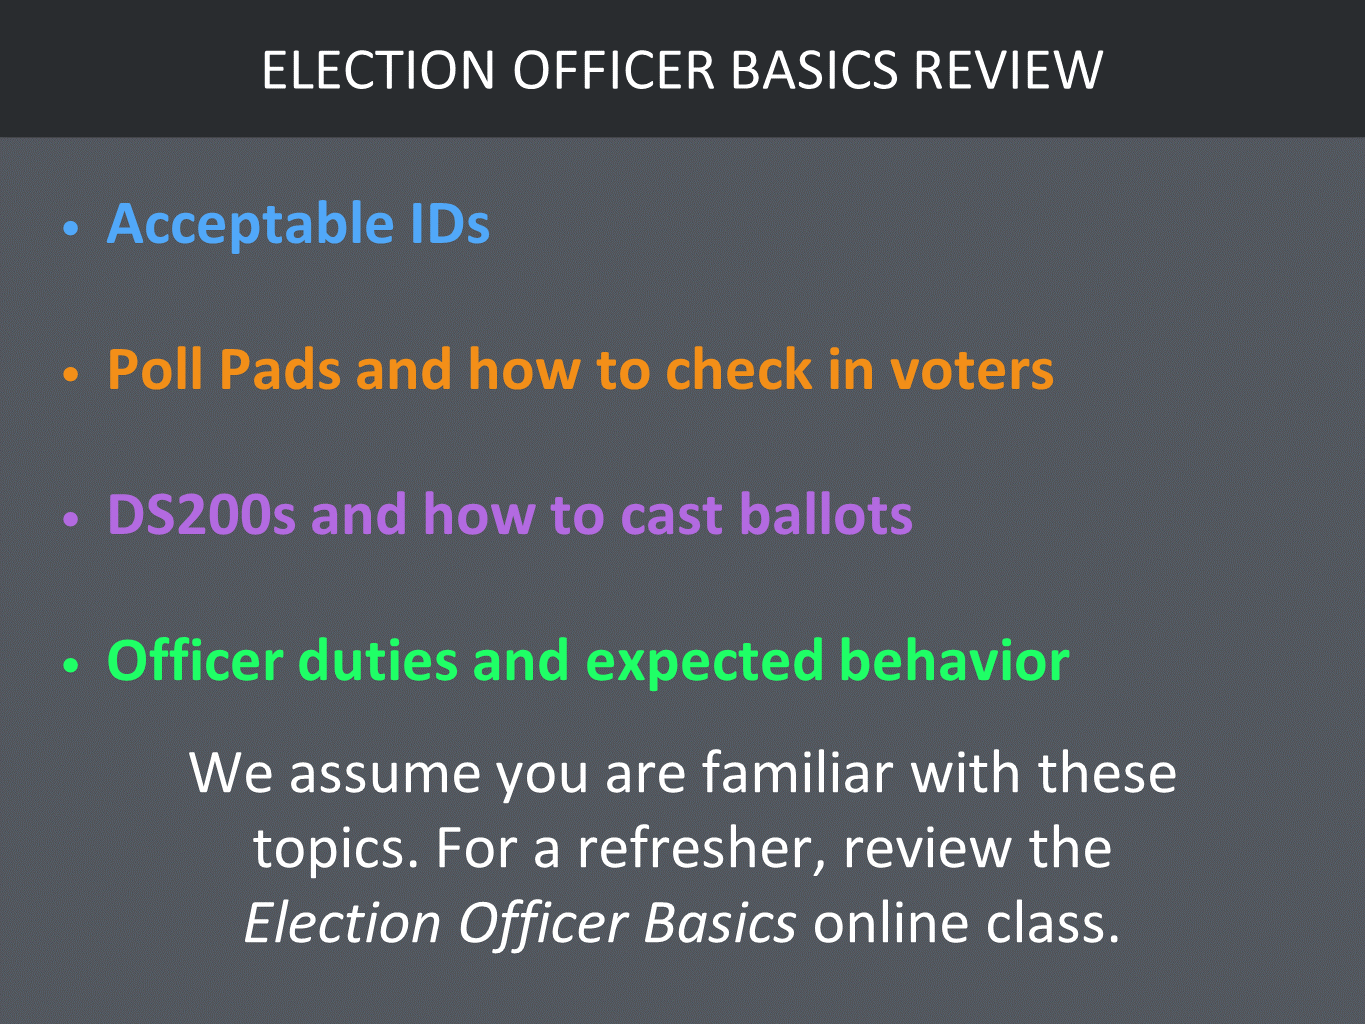 ELECTION OFFICER BASICS REVIEW
• Acceptable IDs
• Poll Pads and how to check in voters
• DS200s and how to cast ballots
• Officer duties and expected behavior
We assume you are familiar with these
topics. For a refresher, review the
Election Officer Basics online class.